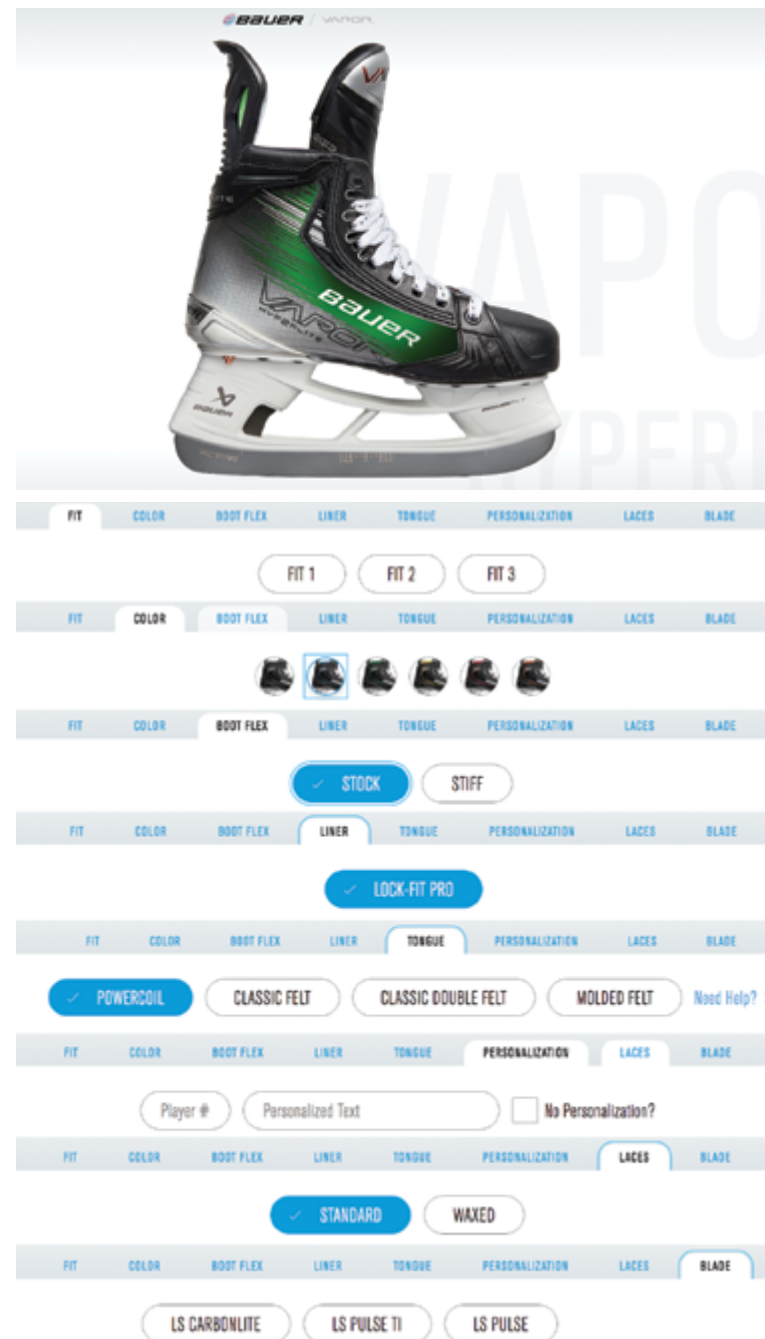 BAUER / VAPOR
VAPOR
HYPERLITE
BAUER
BAUER
VAPO
HYPERL
FIT COLOR BOOT FLEX LINER TONGUE PERSONALIZATION LACES BLADE
FIT 1 FIT 2 FIT 3
FIT COLOR BOOT FLEX LINER TONGUE PERSONALIZATION LACES BLADE
FIT COLOR BOOT FLEX LINER TONGUE PERSONALIZATION LACES BLADE
✓ STOCK STIFF
FIT COLOR BOOT FLEX LINER TONGUE PERSONALIZATION LACES BLADE
✓ LOCK-FIT PRO
FIT COLOR BOOT FLEX LINER TONGUE PERSONALIZATION LACES BLADE
✓ POWERCOIL CLASSIC FELT CLASSIC DOUBLE FELT MOLDED FELT Need Help?
FIT COLOR BOOT FLEX LINER TONGUE PERSONALIZATION LACES BLADE
Player # Personalized Text No Personalization?
FIT COLOR BOOT FLEX LINER TONGUE PERSONALIZATION LACES BLADE
✓ STANDARD WAXED
FIT COLOR BOOT FLEX LINER TONGUE PERSONALIZATION LACES BLADE
LS CARBONLITE LS PULSE TI LS PULSE